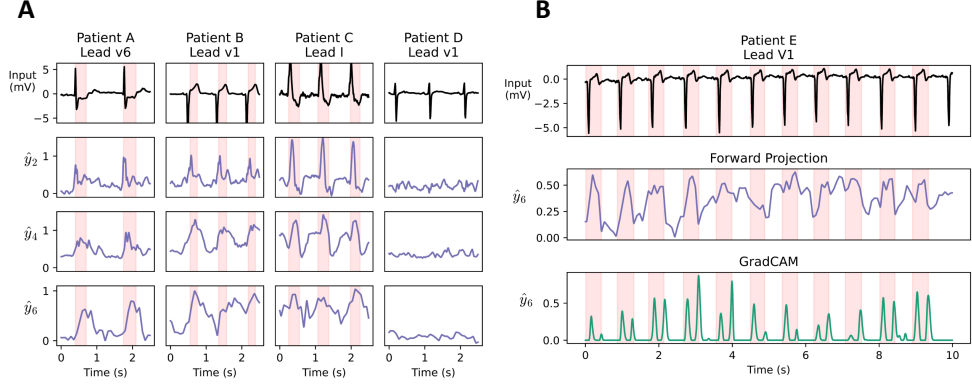 A
Patient A
Lead v6
Patient B
Lead v1
Patient C
Lead I
Patient D
Lead v1
Input
(mV)
5
0
−5
ŷ2
1
0
ŷ4
1
0
ŷ6
1
0
0 1 2
0 1 2
0 1 2
0 1 2
Time (s)
Time (s)
Time (s)
Time (s)
B
Patient E
Lead V1
Input
(mV)
0.0
−2.5
−5.0
Forward Projection
ŷ6
0.50
0.25
0.00
GradCAM
ŷ6
0.5
0.0
0 2 4 6 8 10
Time (s)